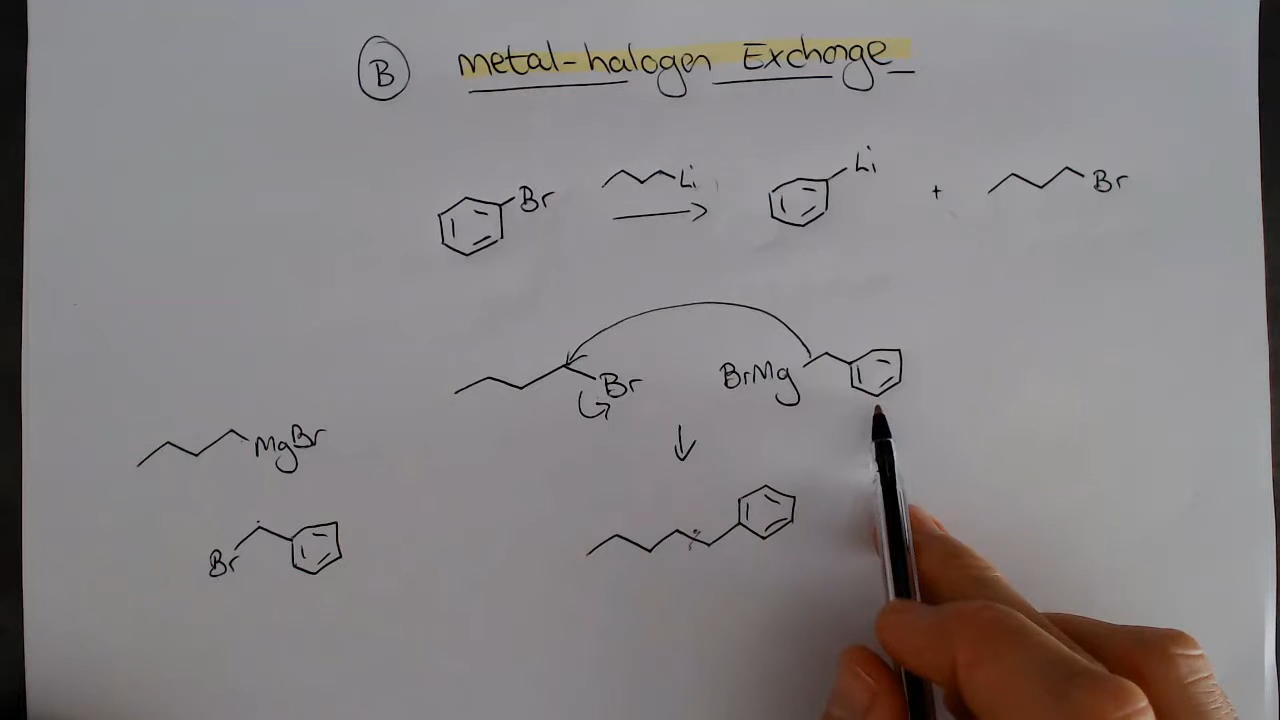 B metal-halogen Exchange
Br Li Li + Br
Br BrMg
MgBr
Br